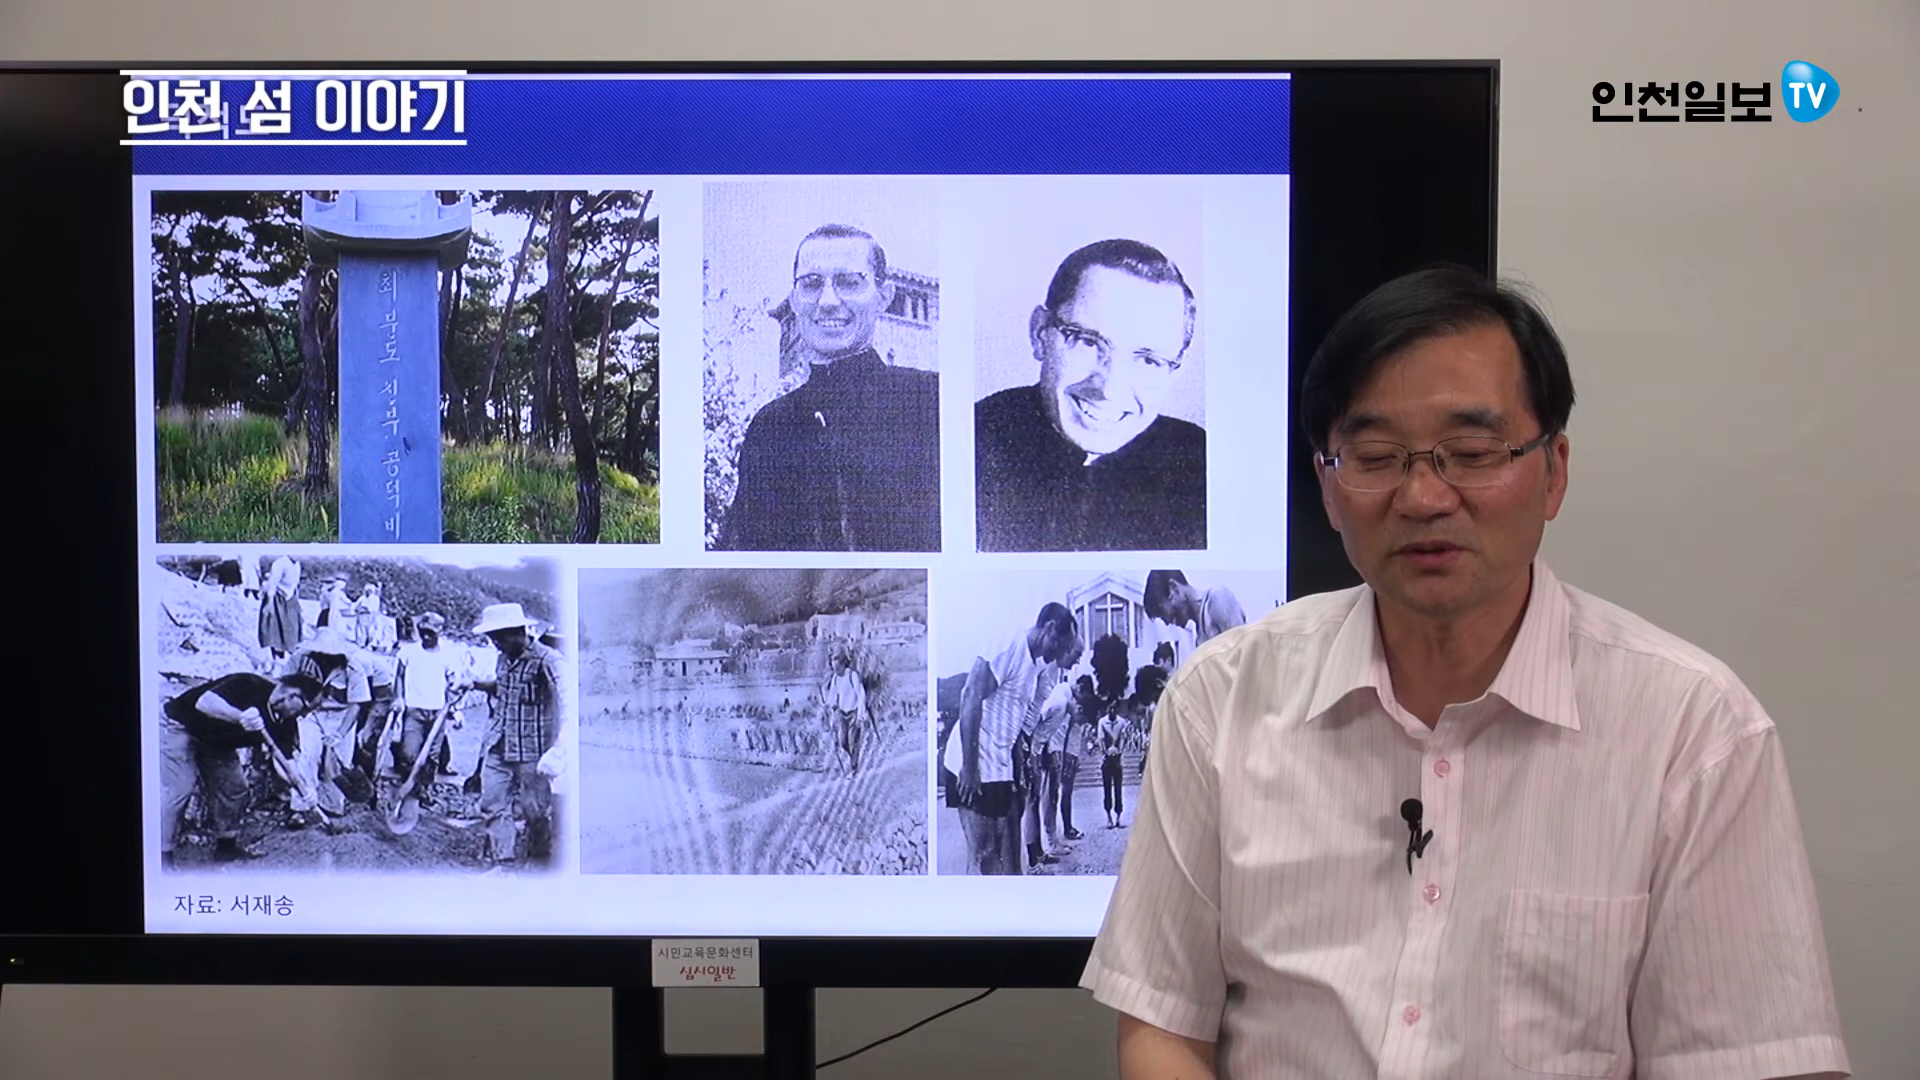 인천 섬 이야기
인천일보 TV
최분도 신부 공덕비
자료: 서재송
시민교육문화센터
십시일반